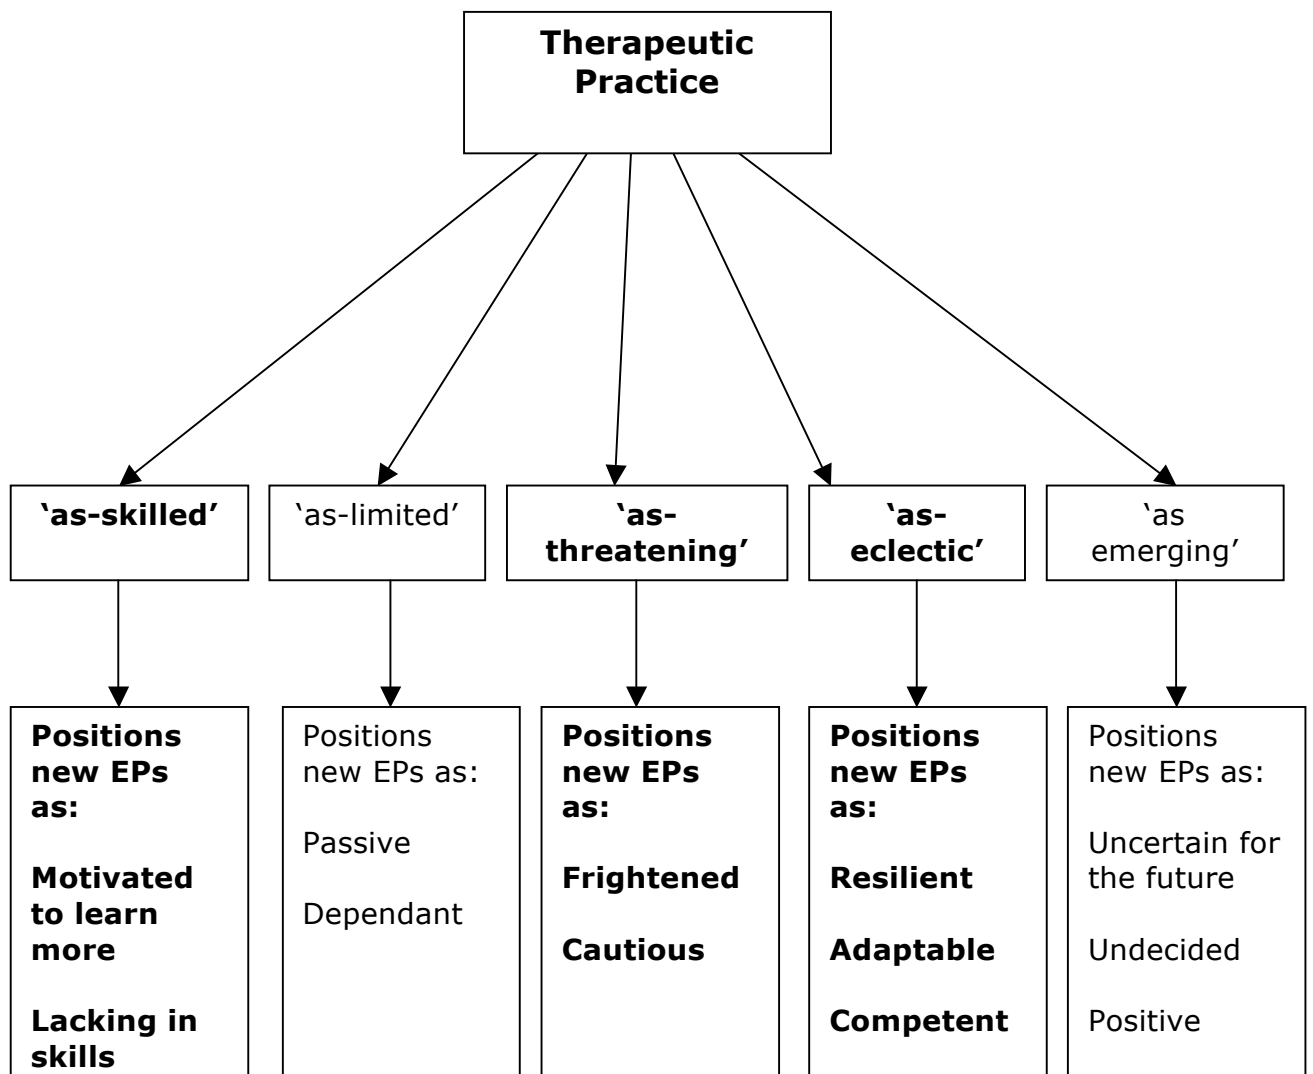 Therapeutic
Practice
‘as-skilled’
‘as-limited’
‘as-
threatening’
‘as-
eclectic’
‘as
emerging’
Positions
new EPs
as:
Motivated
to learn
more
Lacking in
skills
Positions
new EPs as:
Passive
Dependant
Positions
new EPs
as:
Frightened
Cautious
Positions
new EPs
as:
Resilient
Adaptable
Competent
Positions
new EPs as:
Uncertain for
the future
Undecided
Positive